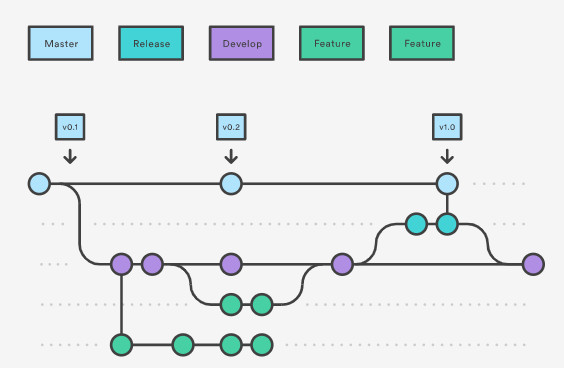 Master
Release
Develop
Feature
Feature
v0.1
v0.2
v1.0